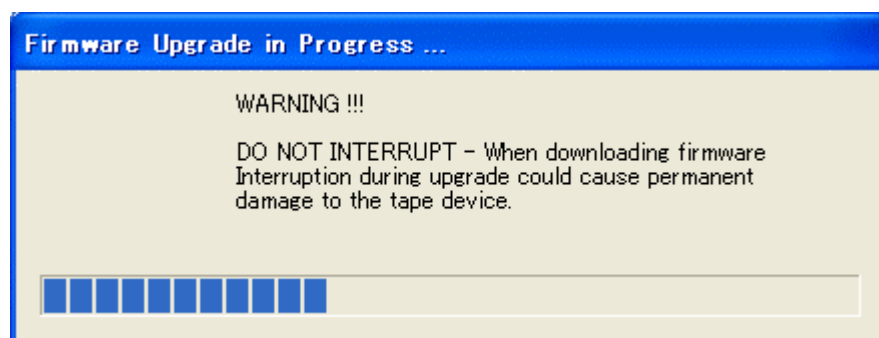 Firmware Upgrade in Progress ...
WARNING !!!
DO NOT INTERRUPT - When downloading firmware
Interruption during upgrade could cause permanent
damage to the tape device.